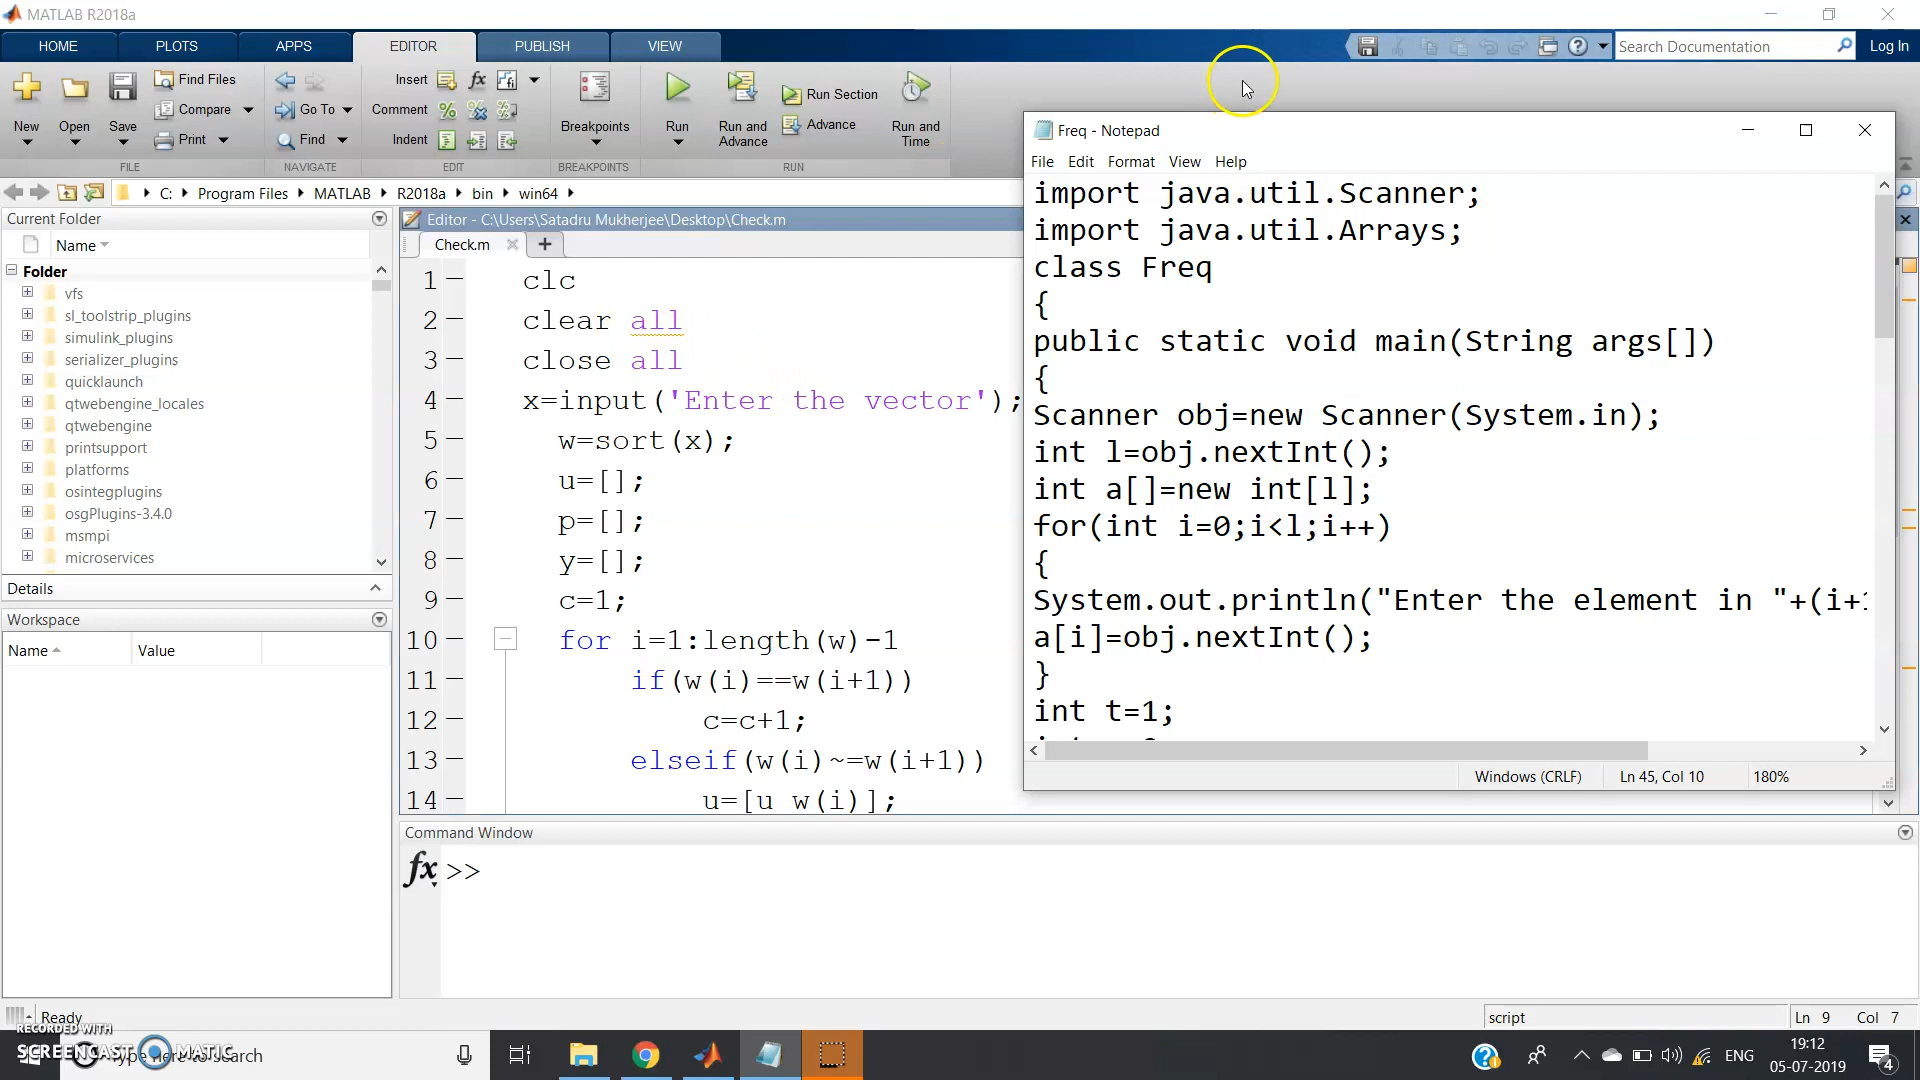 MATLAB R2018a
HOME PLOTS APPS EDITOR PUBLISH VIEW
Search Documentation Log In
New Open Save
Find Files
Compare
Print
FILE
Go To
Find
NAVIGATE
Insert fx
Comment
Indent
EDIT
Breakpoints
BREAKPOINTS
Run
Run and Advance
Run Section
Advance
Run and Time
RUN
C: Program Files MATLAB R2018a bin win64
Current Folder
Name
Folder
vfs
sl_toolstrip_plugins
simulink_plugins
serializer_plugins
quicklaunch
qtwebengine_locales
qtwebengine
printsupport
platforms
osintegplugins
osgPlugins-3.4.0
msmpi
microservices
Details
Workspace
Name Value
Editor - C:\Users\Satadru Mukherjee\Desktop\Check.m
Check.m
1 clc
2 clear all
3 close all
4 x=input('Enter the vector');
5 w=sort(x);
6 u=[];
7 p=[];
8 y=[];
9 c=1;
10 for i=1:length(w)-1
11 if(w(i)==w(i+1))
12 c=c+1;
13 elseif(w(i)~=w(i+1))
14 u=[u w(i)];
Freq - Notepad
File Edit Format View Help
import java.util.Scanner;
import java.util.Arrays;
class Freq
{
public static void main(String args[])
{
Scanner obj=new Scanner(System.in);
int l=obj.nextInt();
int a[]=new int[l];
for(int i=0;i<l;i++)
{
System.out.println("Enter the element in "+(i+1
a[i]=obj.nextInt();
}
int t=1;
Windows (CRLF) Ln 45, Col 10 180%
Command Window
fx >>
Ready
script Ln 9 Col 7
RECORDED WITH
SCREENCAST MATIC
Type here to search
ENG
19:12
05-07-2019
4